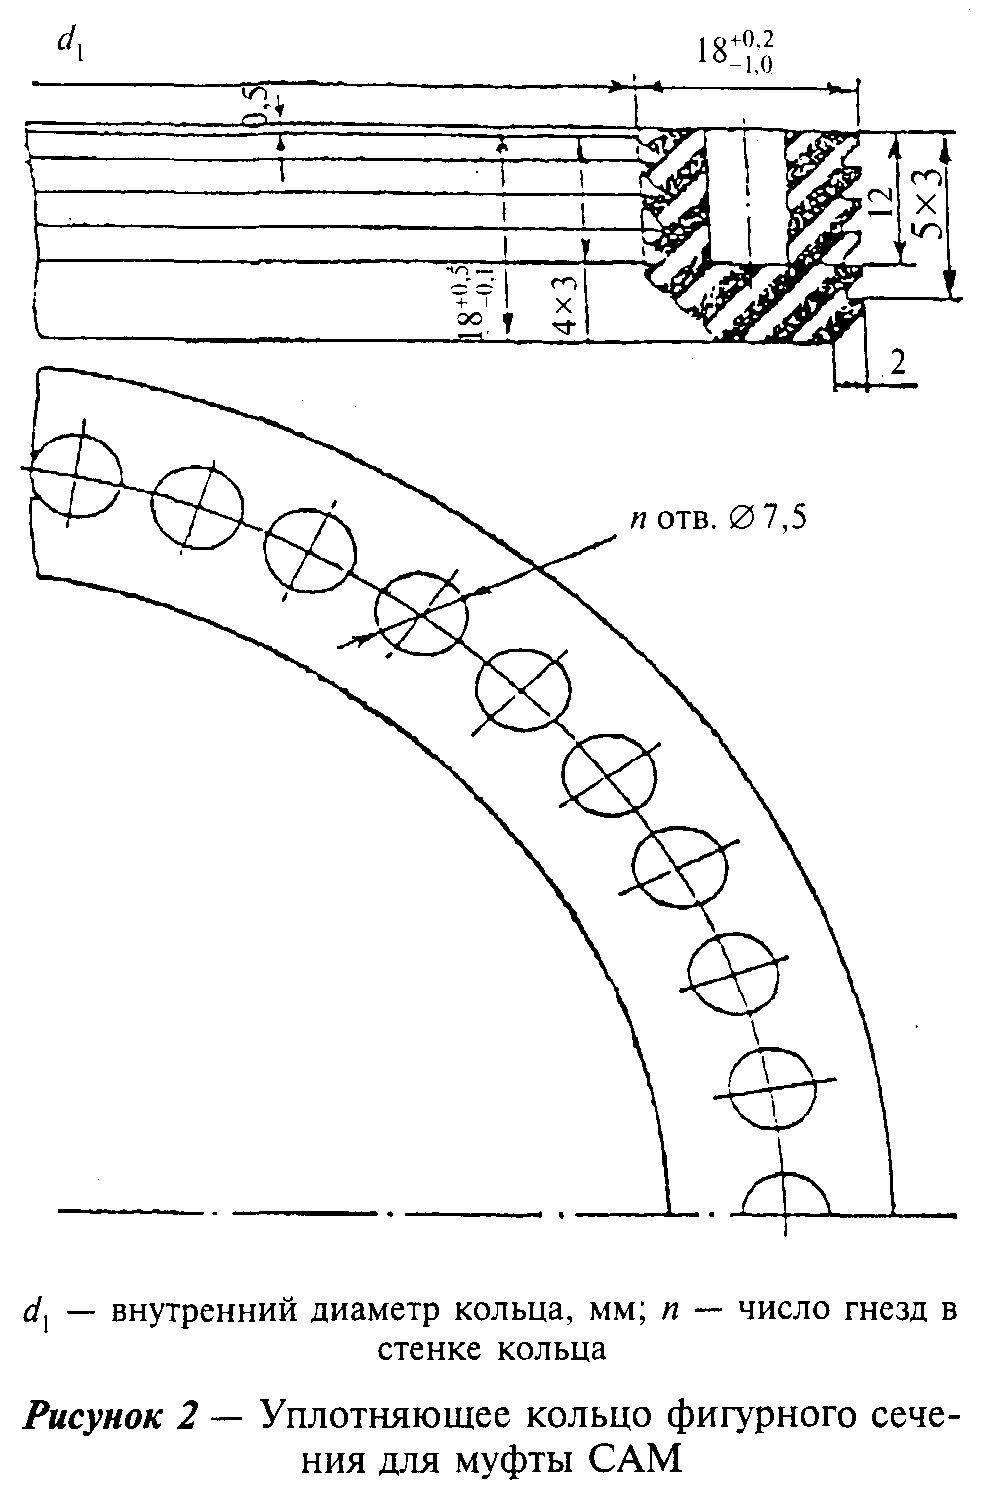 d₁
18 +0,2 −1,0
0,5
18 +0,5 −0,1
4×3
12
5×3
2
n отв. ∅ 7,5
d₁ — внутренний диаметр кольца, мм; n — число гнезд в
стенке кольца
Рисунок 2 — Уплотняющее кольцо фигурного сече-
ния для муфты САМ